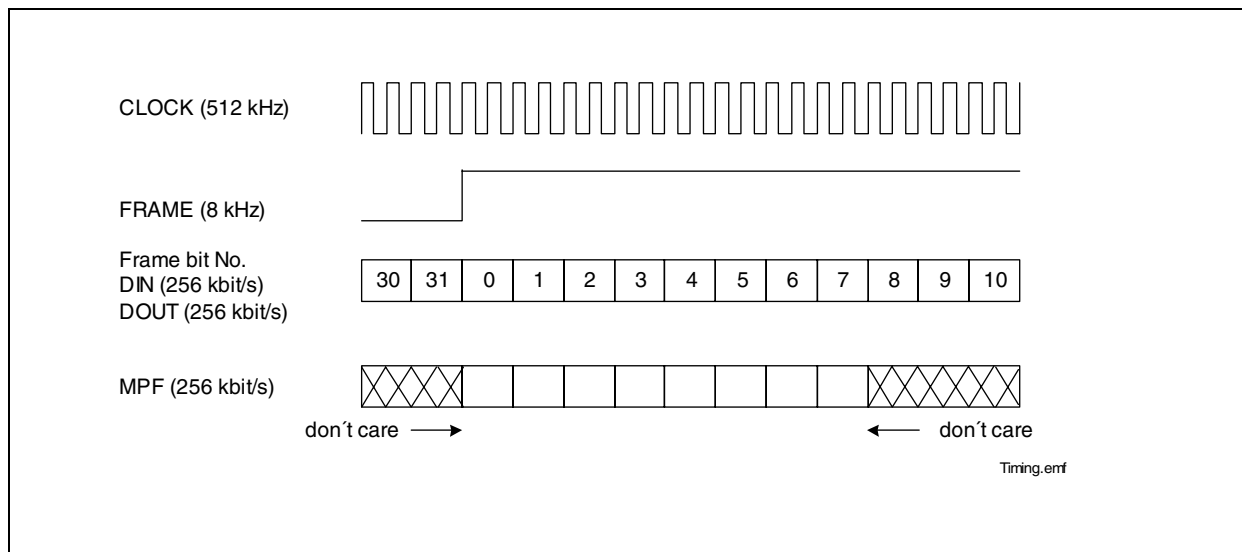 CLOCK (512 kHz)
FRAME (8 kHz)
Frame bit No.
DIN (256 kbit/s)
DOUT (256 kbit/s)
30 31 0 1 2 3 4 5 6 7 8 9 10
MPF (256 kbit/s)
don´t care don´t care
Timing.emf